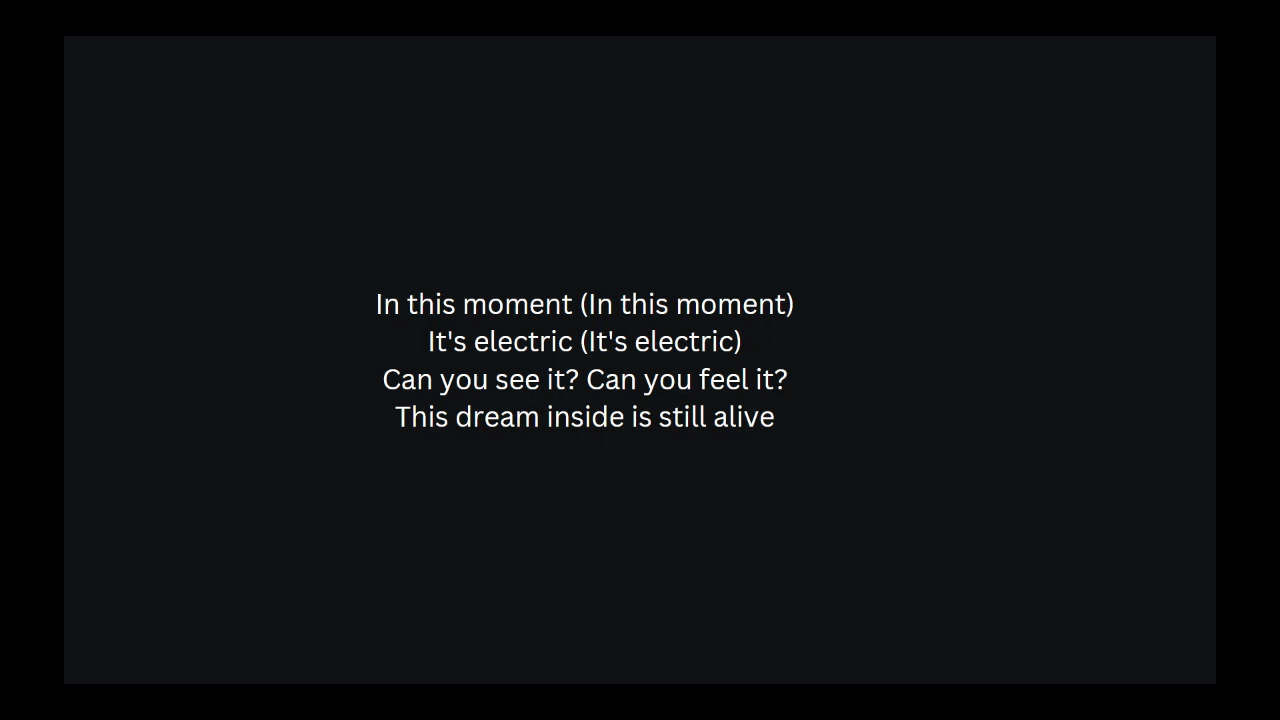 In this moment (In this moment)
It's electric (It's electric)
Can you see it? Can you feel it?
This dream inside is still alive